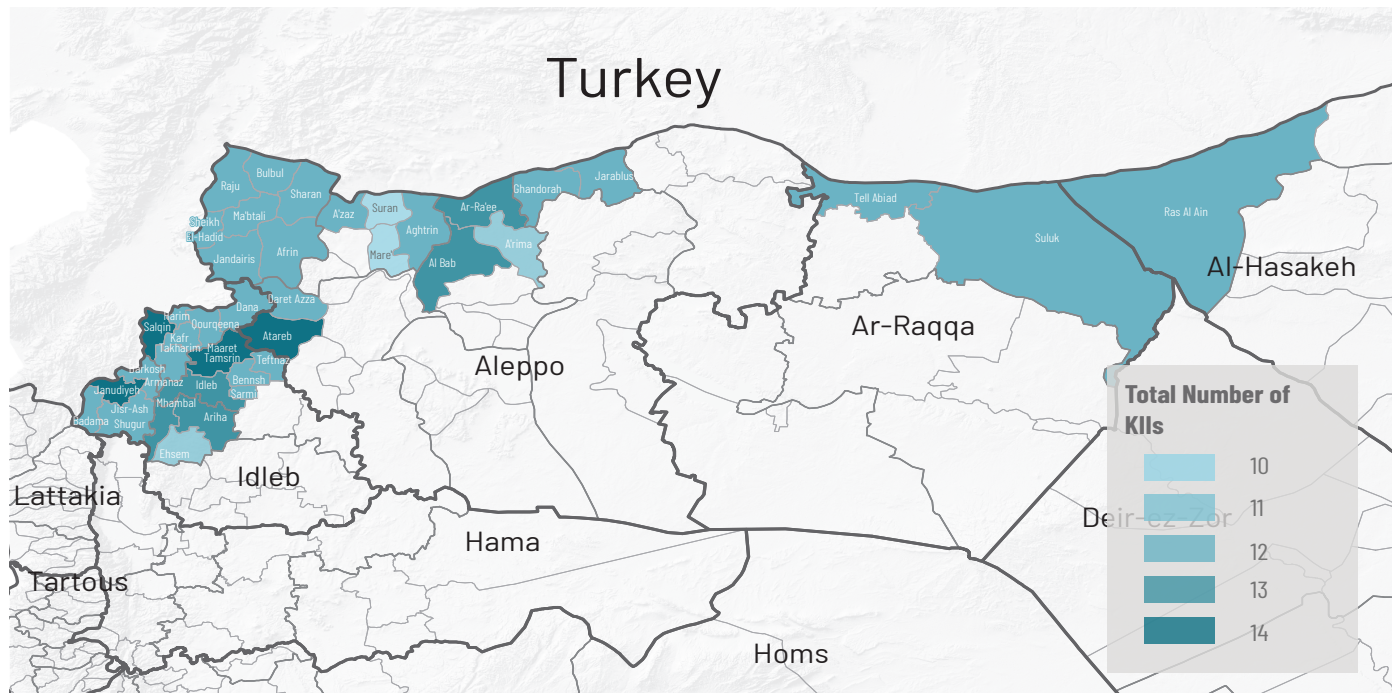 Turkey
Bulbul
Raju
Sharan
Ma'btali
Sheikh
El-Hadid
Jandairis
Afrin
A'zaz
Suran
Mare'
Aghtrin
Ar-Ra'ee
Al Bab
A'rima
Ghandorah
Jarablus
Tell Abiad
Suluk
Ras Al Ain
Al-Hasakeh
Ar-Raqqa
Aleppo
Daret Azza
Dana
Harim
Salqin
Qourqeena
Atareb
Kafr
Takharim
Maaret
Tamsrin
Teftnaz
Darkosh
Armanaz
Idleb
Bennsh
Janudiyeh
Sarmin
Mhambal
Jisr-Ash
Shugur
Ariha
Badama
Ehsem
Idleb
Lattakia
Hama
Tartous
Homs
Deir-ez-Zor
Total Number of
KIIs
10
11
12
13
14